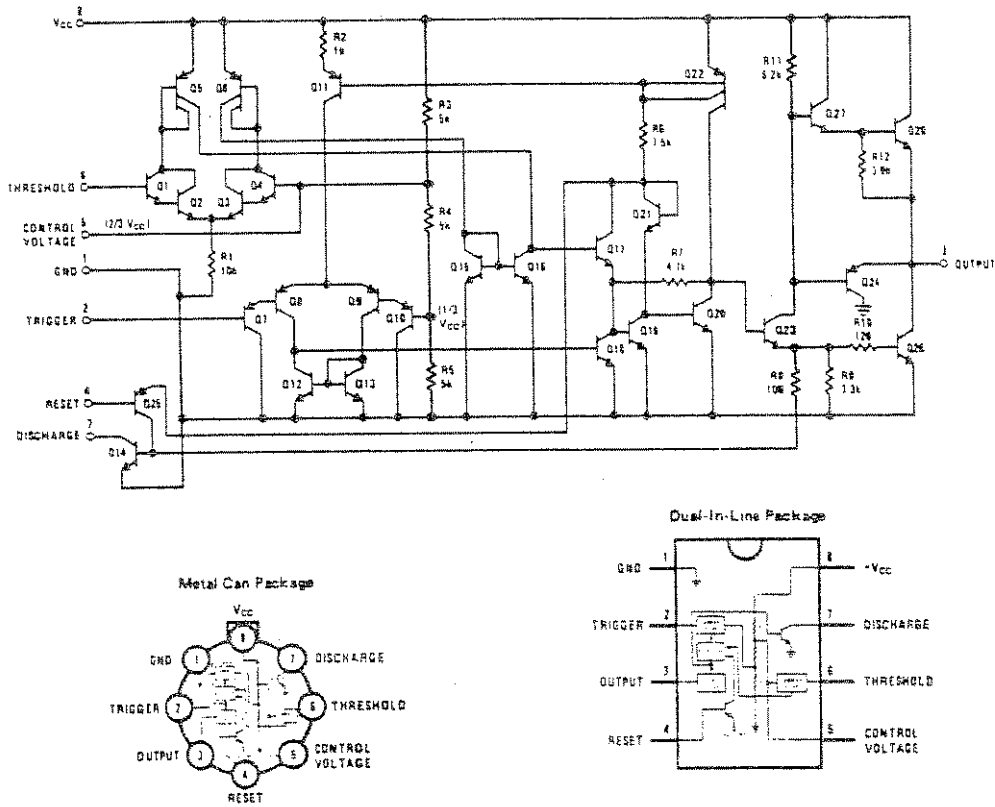 VCC 8
R2
1k
R11
6.2k
Q5
Q6
Q11
Q22
Q27
Q26
R3
5k
R6
1.5k
R12
3.9k
THRESHOLD 6
Q1
Q2
Q3
Q4
CONTROL VOLTAGE 5
(2/3 VCC)
R4
5k
Q21
R1
10k
GND 1
Q15
Q16
Q17
R7
4.7k
OUTPUT
Q24
TRIGGER 2
Q7
Q8
Q9
Q10
(1/3 VCC)
Q18
Q19
Q20
Q23
R10
Q26
Q12
Q13
R5
5k
R8
R9
RESET 4
Q25
DISCHARGE 7
Q14
Dual-In-Line Package
GND 1
8 +VCC
TRIGGER 2
7 DISCHARGE
OUTPUT 3
6 THRESHOLD
RESET 4
5 CONTROL VOLTAGE
Metal Can Package
VCC
8
GND 1
7 DISCHARGE
TRIGGER 2
6 THRESHOLD
OUTPUT 3
5 CONTROL VOLTAGE
4
RESET